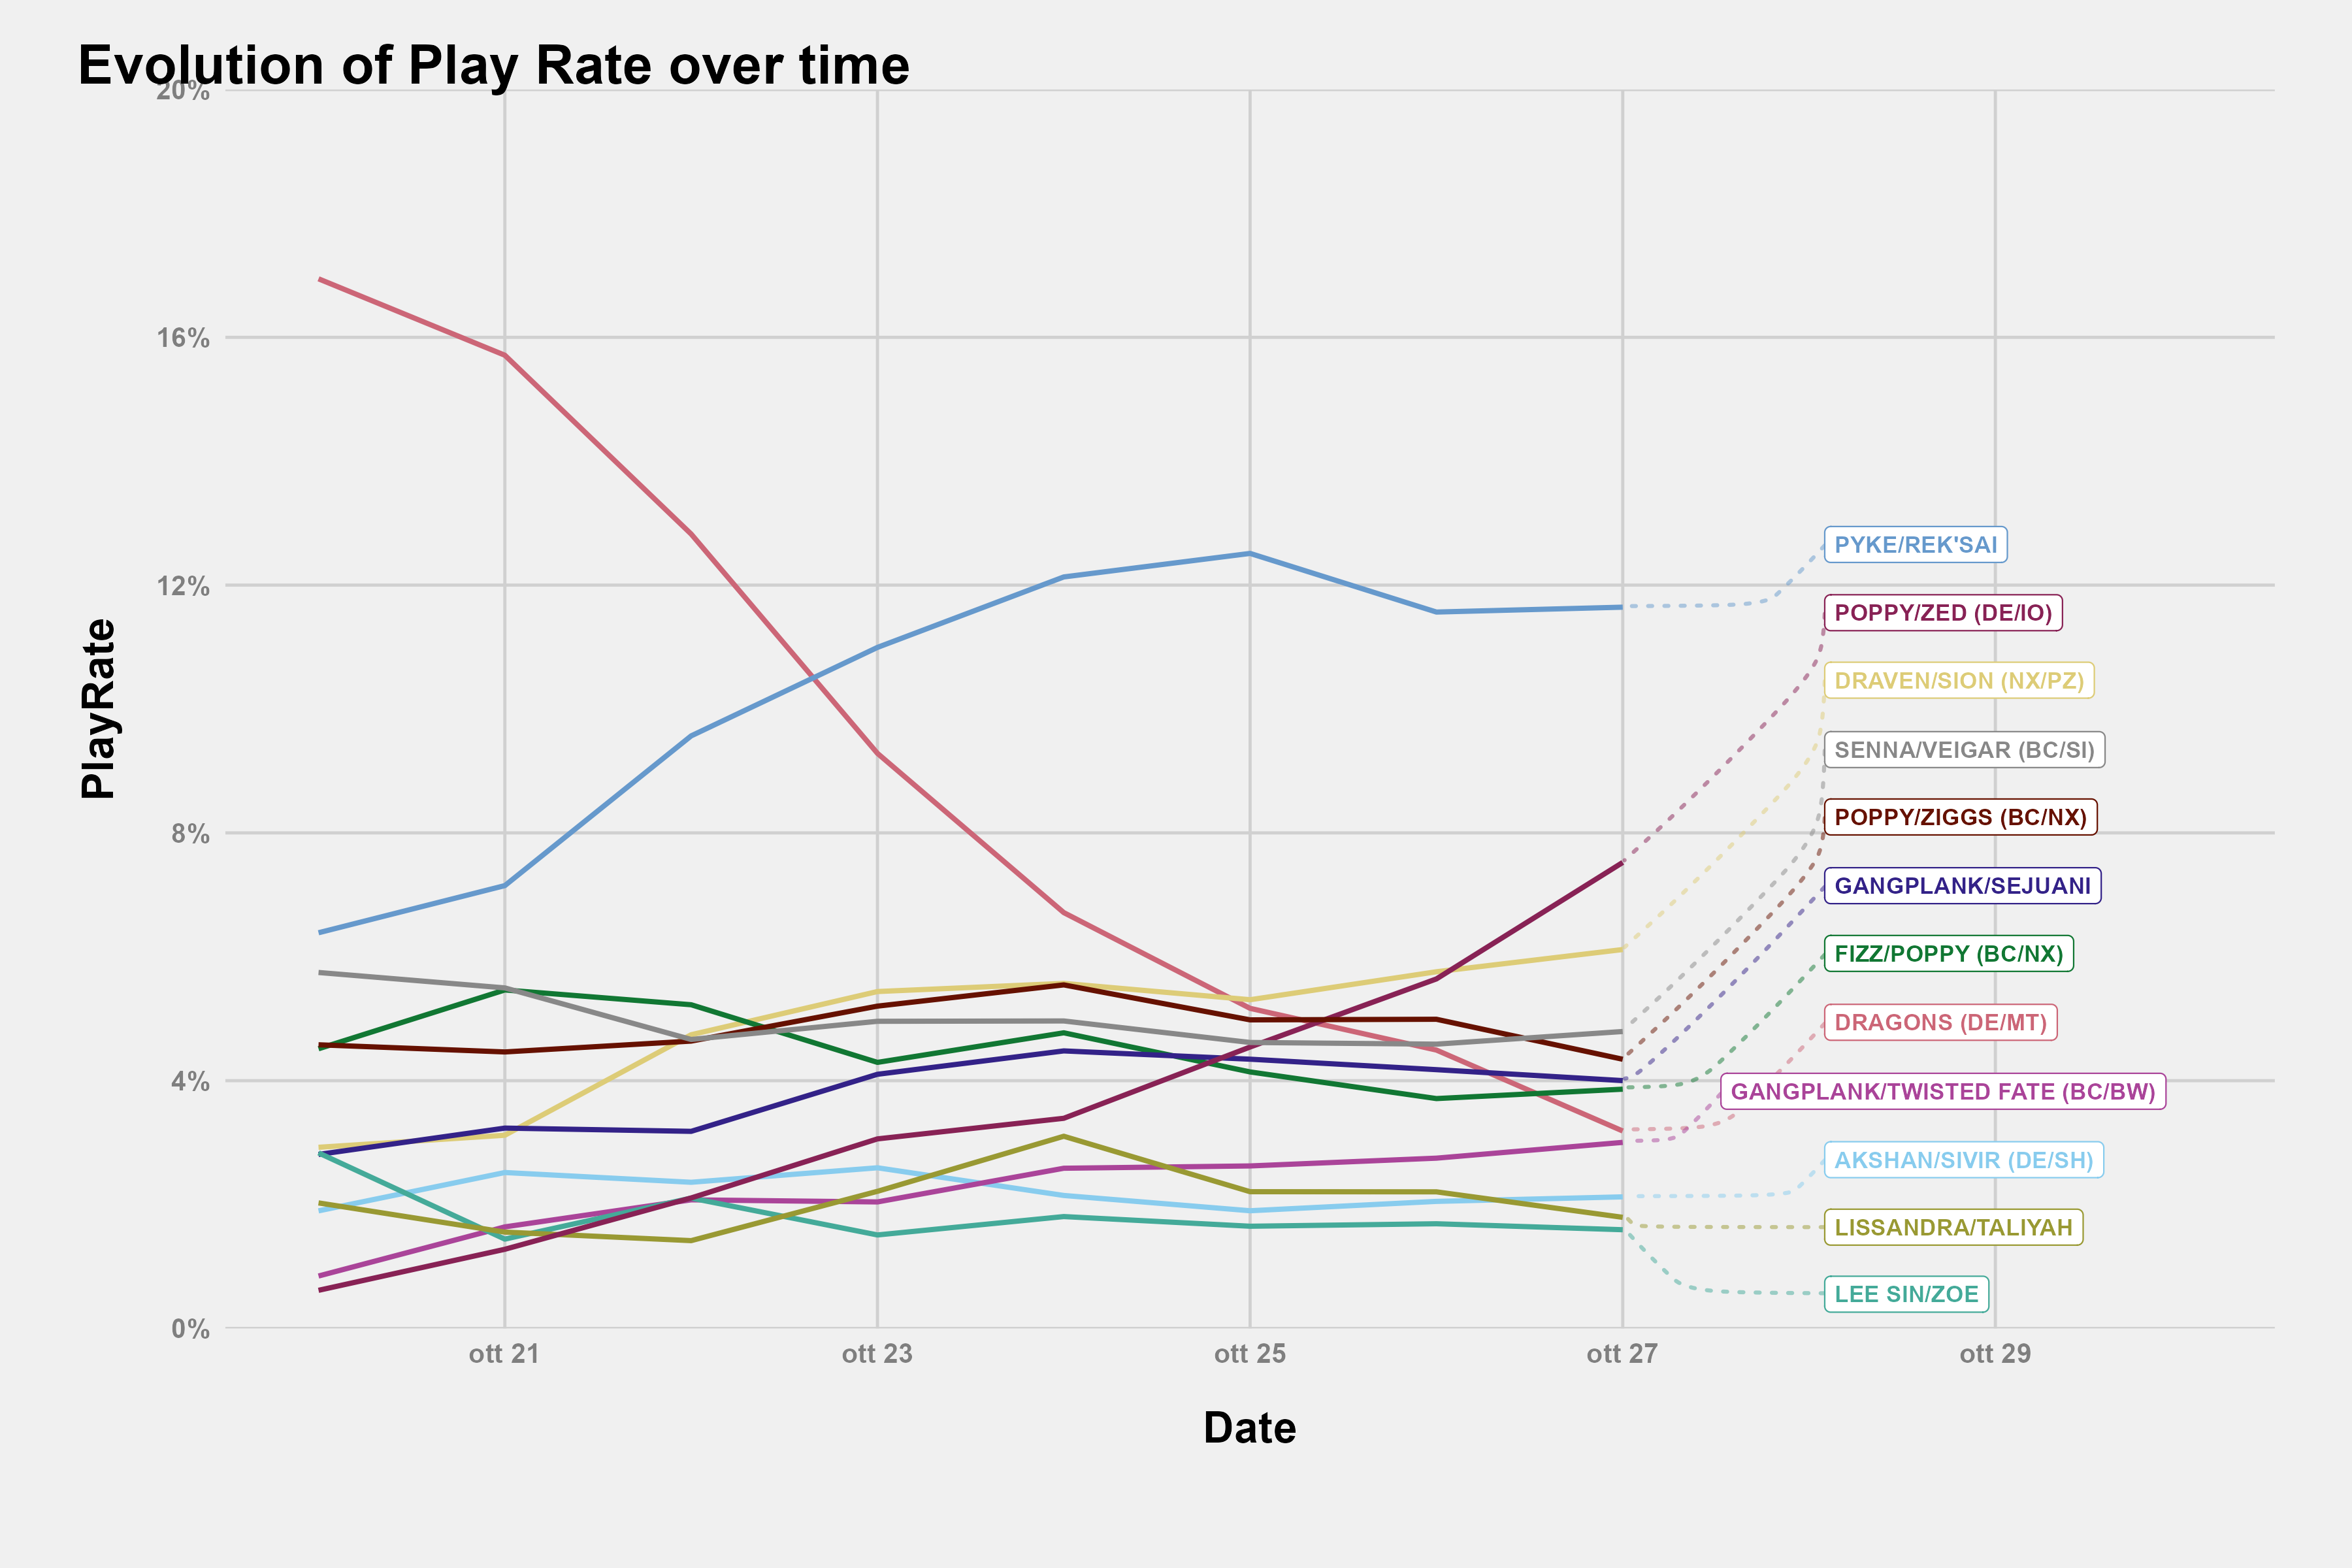 Evolution of Play Rate over time
20%
16%
12%
8%
4%
0%
PlayRate
PYKE/REK'SAI
POPPY/ZED (DE/IO)
DRAVEN/SION (NX/PZ)
SENNA/VEIGAR (BC/SI)
POPPY/ZIGGS (BC/NX)
GANGPLANK/SEJUANI
FIZZ/POPPY (BC/NX)
DRAGONS (DE/MT)
GANGPLANK/TWISTED FATE (BC/BW)
AKSHAN/SIVIR (DE/SH)
LISSANDRA/TALIYAH
LEE SIN/ZOE
ott 21 ott 23 ott 25 ott 27 ott 29
Date